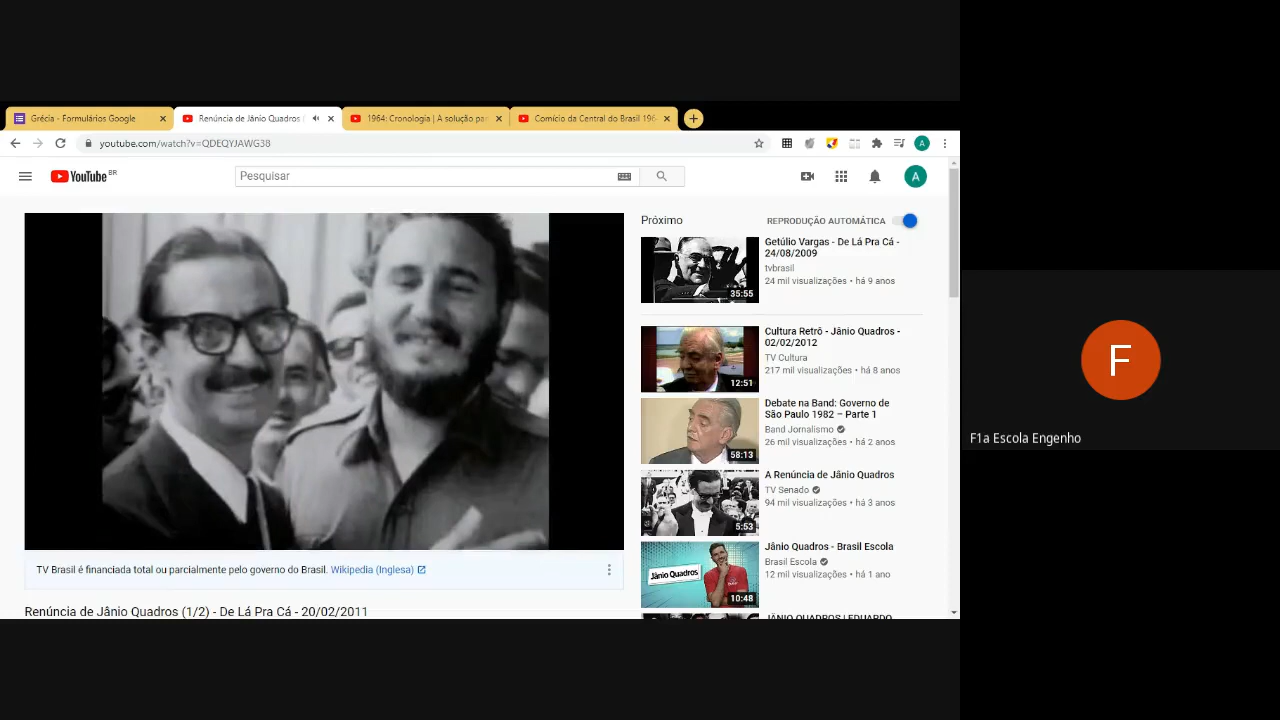 Grécia - Formulários Google
Renúncia de Jânio Quadros (
1964: Cronologia | A solução par
Comício da Central do Brasil 196
youtube.com/watch?v=QDEQYJAWG38
A
YouTube BR
Pesquisar
A
Próximo
REPRODUÇÃO AUTOMÁTICA
Getúlio Vargas - De Lá Pra Cá -
24/08/2009
tvbrasil
24 mil visualizações • há 9 anos
35:55
Cultura Retrô - Jânio Quadros -
02/02/2012
TV Cultura
217 mil visualizações • há 8 anos
12:51
Debate na Band: Governo de
São Paulo 1982 – Parte 1
Band Jornalismo
26 mil visualizações • há 2 anos
58:13
A Renúncia de Jânio Quadros
TV Senado
94 mil visualizações • há 3 anos
5:53
Jânio Quadros - Brasil Escola
Brasil Escola
12 mil visualizações • há 1 ano
Jânio Quadros
10:48
JÂNIO QUADROS | EDUARDO
TV Brasil é financiada total ou parcialmente pelo governo do Brasil. Wikipedia (Inglesa)
Renúncia de Jânio Quadros (1/2) - De Lá Pra Cá - 20/02/2011
F
F1a Escola Engenho